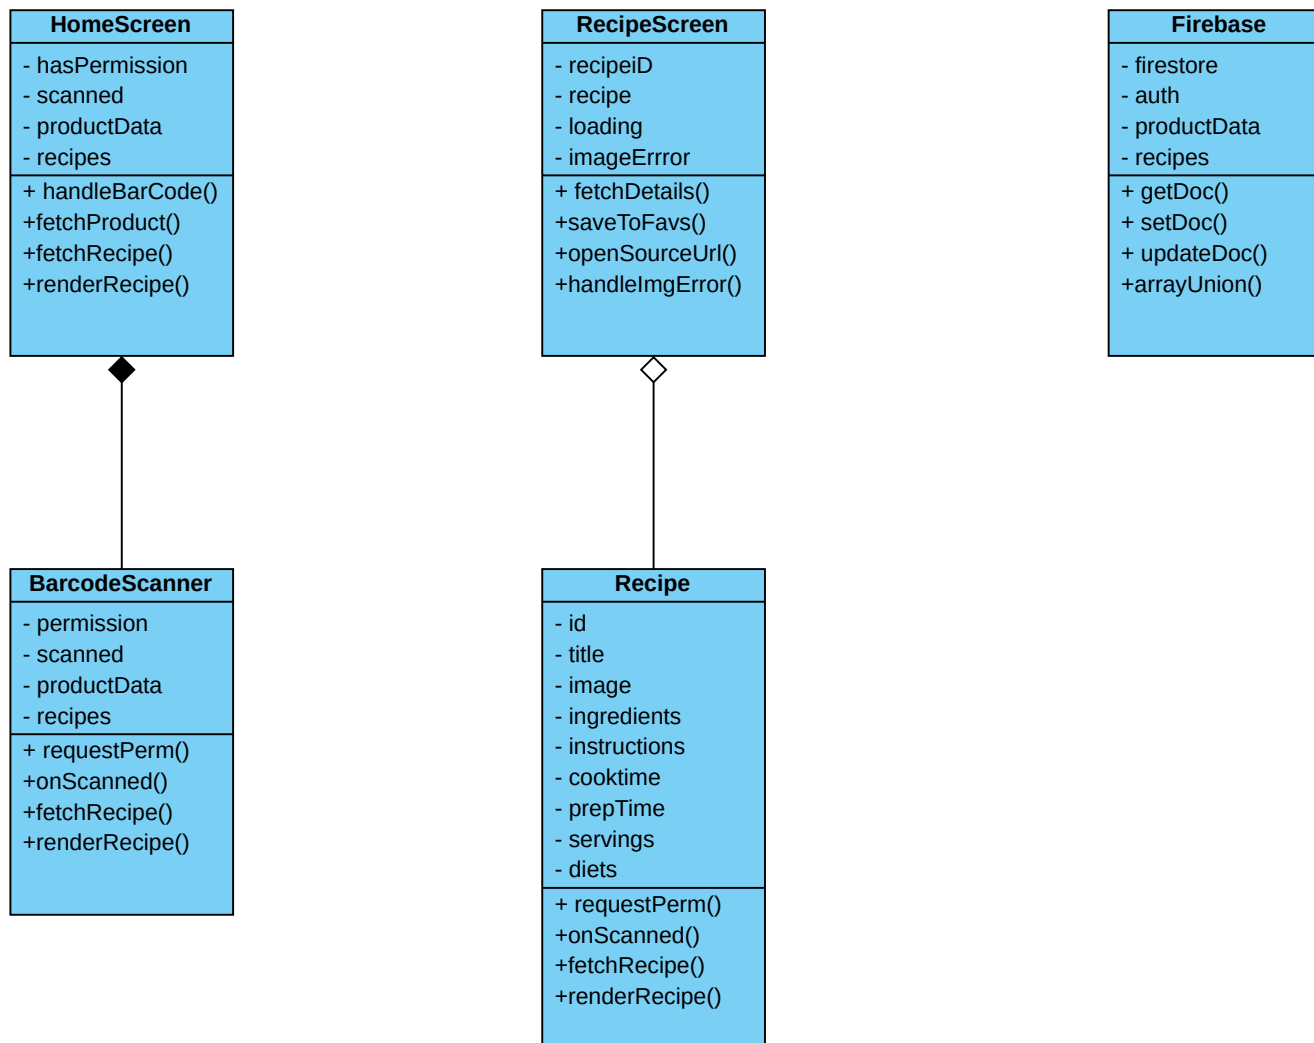 HomeScreen
- hasPermission
- scanned
- productData
- recipes
+ handleBarCode()
+fetchProduct()
+fetchRecipe()
+renderRecipe()
RecipeScreen
- recipeiD
- recipe
- loading
- imageErrror
+ fetchDetails()
+saveToFavs()
+openSourceUrl()
+handleImgError()
Firebase
- firestore
- auth
- productData
- recipes
+ getDoc()
+ setDoc()
+ updateDoc()
+arrayUnion()
BarcodeScanner
- permission
- scanned
- productData
- recipes
+ requestPerm()
+onScanned()
+fetchRecipe()
+renderRecipe()
Recipe
- id
- title
- image
- ingredients
- instructions
- cooktime
- prepTime
- servings
- diets
+ requestPerm()
+onScanned()
+fetchRecipe()
+renderRecipe()